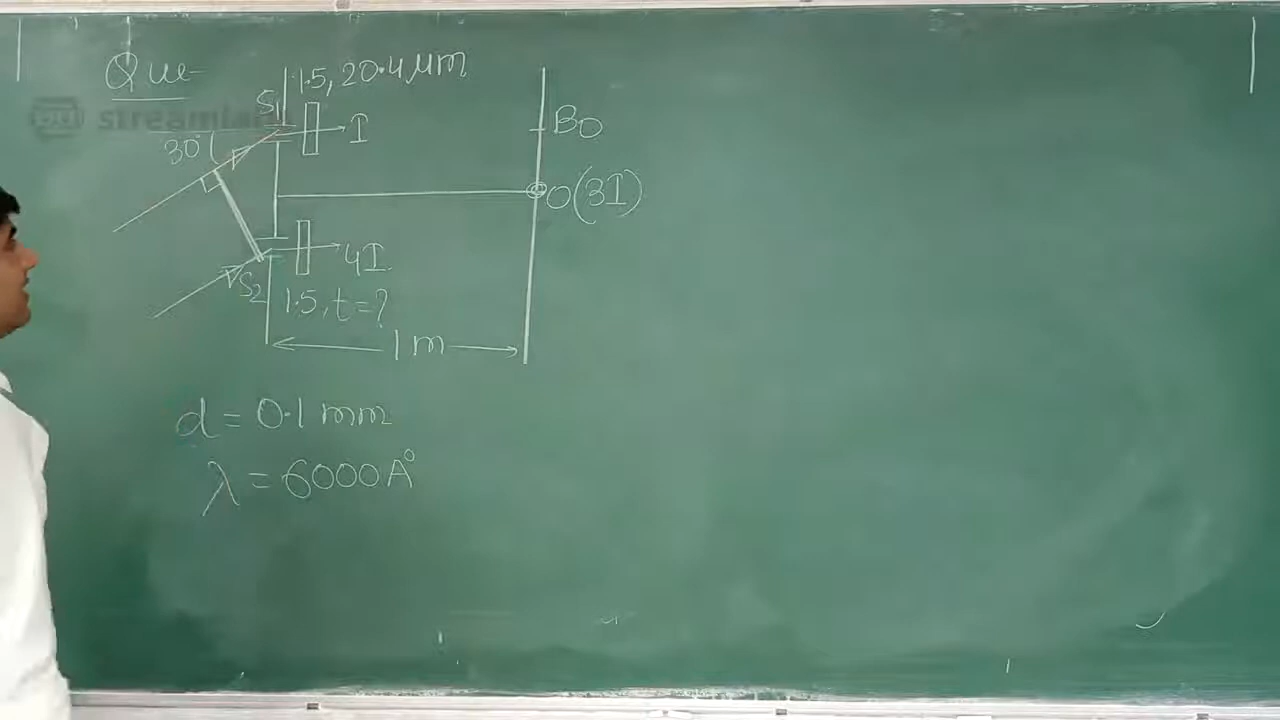 Que-
1.5, 20.4 μm
S1
I
B0
30°
O(3I)
4I
S2
1.5, t=?
1 m
d = 0.1 mm
λ = 6000 A°